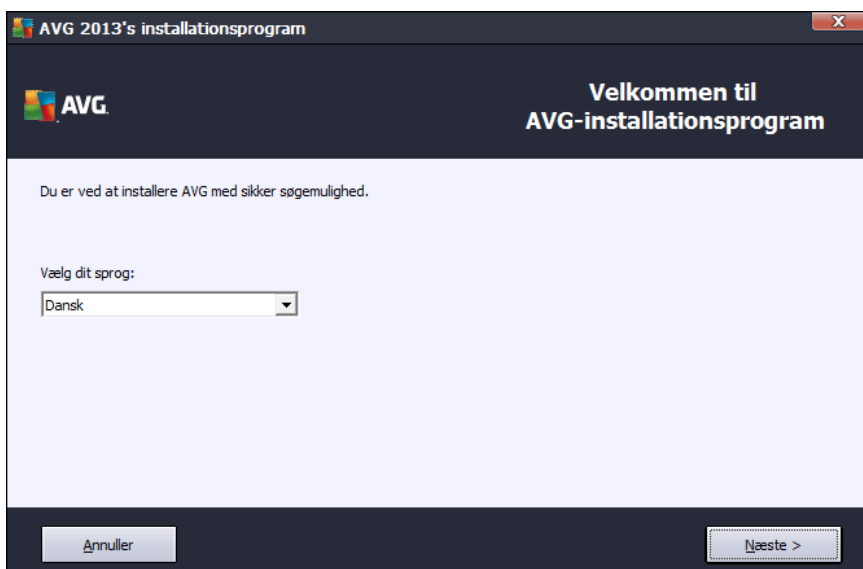 AVG 2013's installationsprogram
X
AVG.
Velkommen til
AVG-installationsprogram
Du er ved at installere AVG med sikker søgemulighed.
Vælg dit sprog:
Dansk
Annuller
Næste >